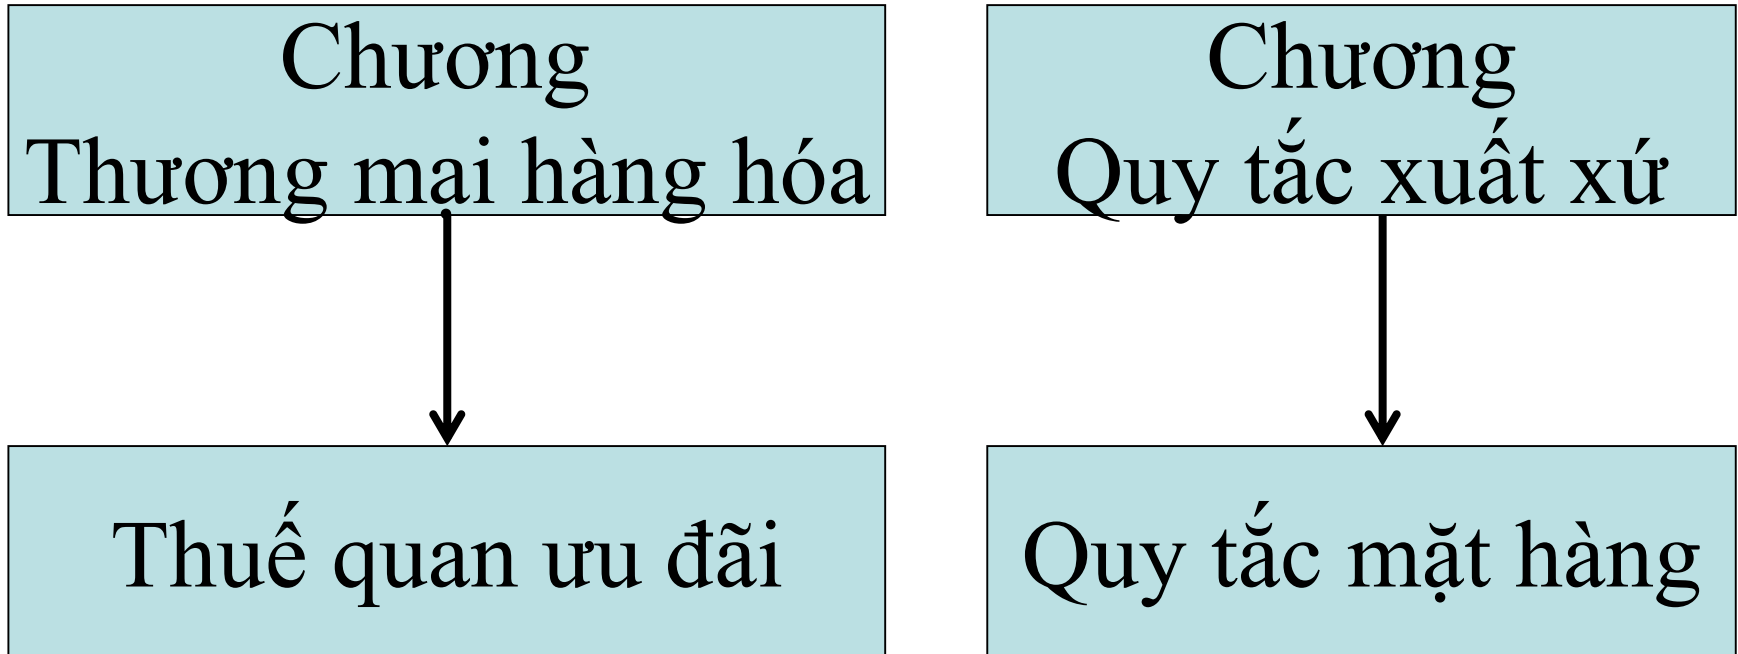 Chương
Thương mại hàng hóa
Chương
Quy tắc xuất xứ
Thuế quan ưu đãi
Quy tắc mặt hàng